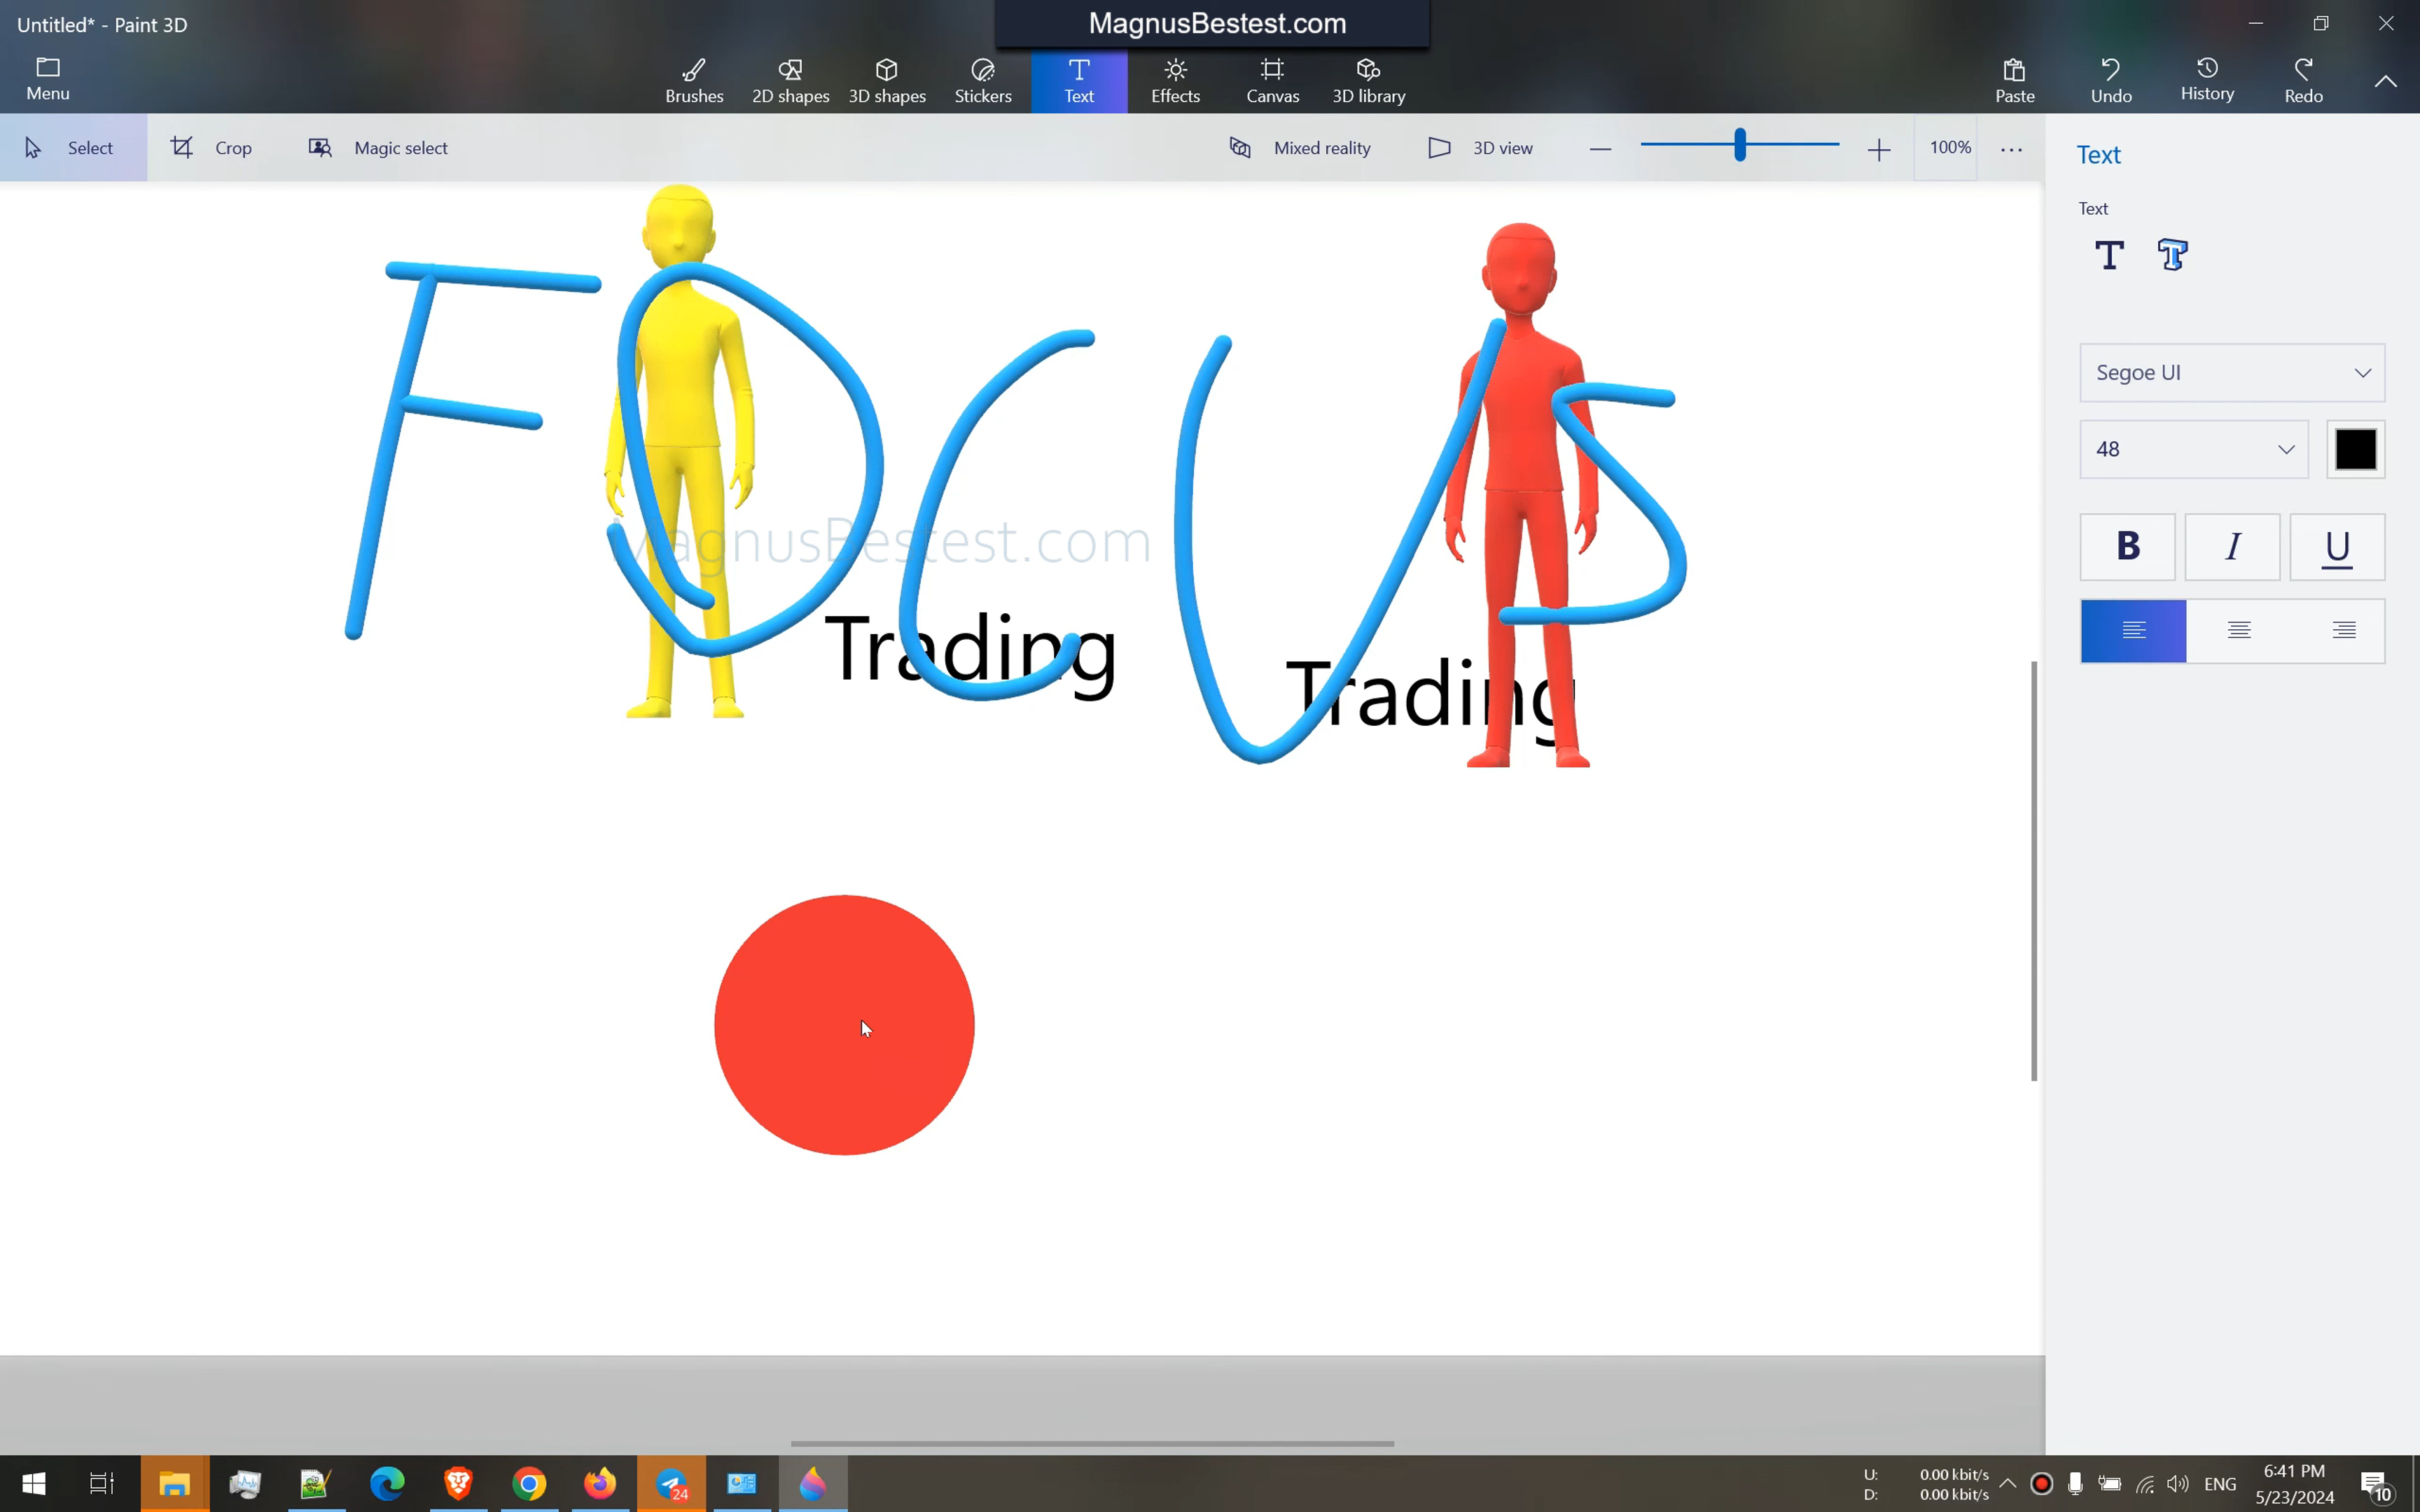 Untitled* - Paint 3D
MagnusBestest.com
Menu
Brushes
2D shapes
3D shapes
Stickers
Text
Effects
Canvas
3D library
Paste
Undo
History
Redo
Select
Crop
Magic select
Mixed reality
3D view
100%
Text
Text
Segoe UI
48
B
I
U
FOCUS
MagnusBestest.com
Trading
Trading
24
U: 0.00 kbit/s
D: 0.00 kbit/s
ENG
6:41 PM
5/23/2024
10